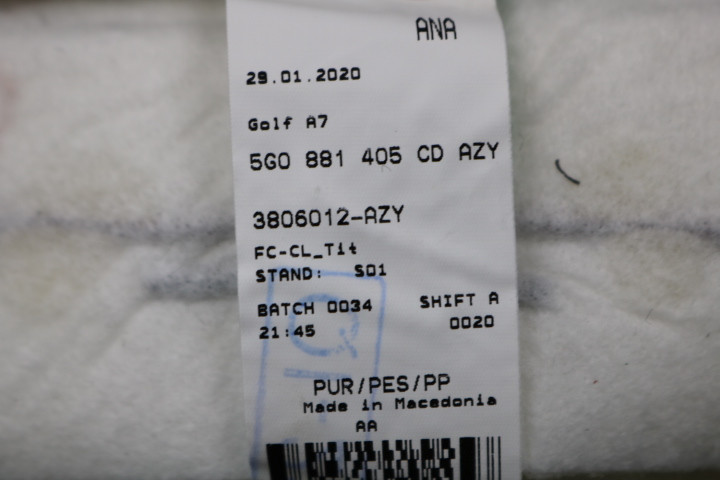 ANA
29.01.2020
Golf A7
5G0 881 405 CD AZY
3806012-AZY
FC-CL_Tit
STAND: S01
BATCH 0034 SHIFT A
21:45 0020
PUR/PES/PP
Made in Macedonia
AA